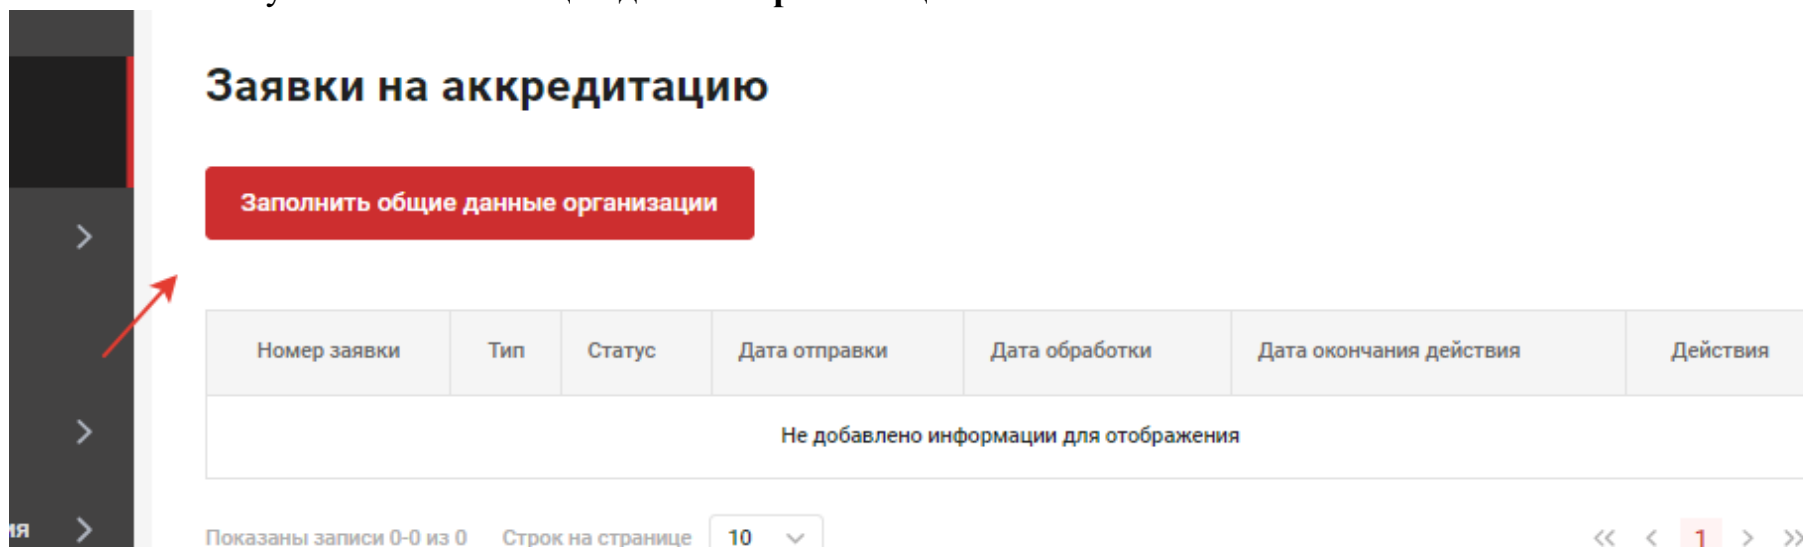 Заявки на аккредитацию
Заполнить общие данные организации
Номер заявки Тип Статус Дата отправки Дата обработки Дата окончания действия Действия
Не добавлено информации для отображения
ия
Показаны записи 0-0 из 0 Строк на странице 10 << < 1 > >>